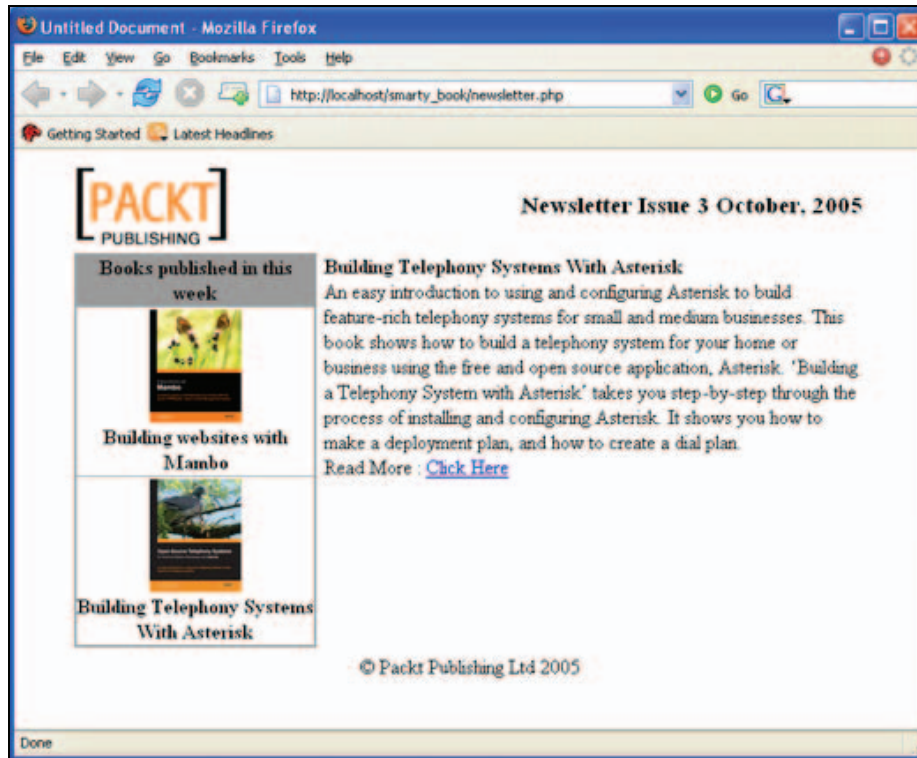 Untitled Document - Mozilla Firefox
File Edit View Go Bookmarks Tools Help
http://localhost/smarty_book/newsletter.php Go G
Getting Started Latest Headlines
[PACKT]
PUBLISHING
Newsletter Issue 3 October, 2005
Books published in this
week
Mambo
Building websites with
Mambo
Building Telephony Systems
With Asterisk
Building Telephony Systems With Asterisk
An easy introduction to using and configuring Asterisk to build
feature-rich telephony systems for small and medium businesses. This
book shows how to build a telephony system for your home or
business using the free and open source application, Asterisk. 'Building
a Telephony System with Asterisk' takes you step-by-step through the
process of installing and configuring Asterisk. It shows you how to
make a deployment plan, and how to create a dial plan.
Read More : Click Here
© Packt Publishing Ltd 2005
Done